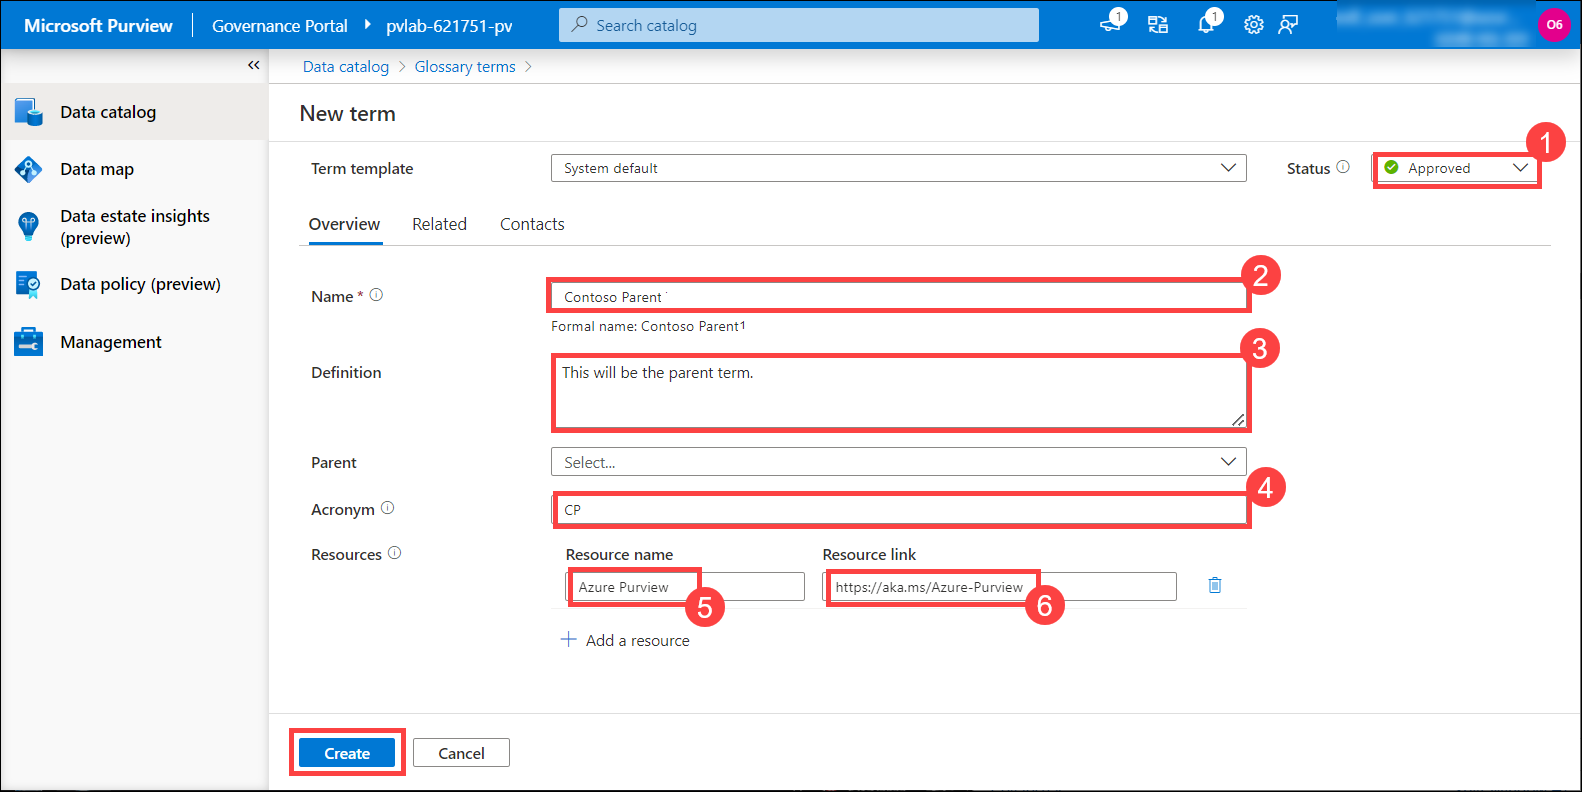 Microsoft Purview
Governance Portal
pvlab-621751-pv
Search catalog
1
1
O6
Data catalog
Data map
Data estate insights
(preview)
Data policy (preview)
Management
Data catalog > Glossary terms >
New term
Term template
System default
Status
Approved
1
Overview
Related
Contacts
Name *
Contoso Parent
2
Formal name: Contoso Parent1
Definition
This will be the parent term.
3
Parent
Select...
Acronym
CP
4
Resources
Resource name
Resource link
Azure Purview
5
https://aka.ms/Azure-Purview
6
+ Add a resource
Create
Cancel